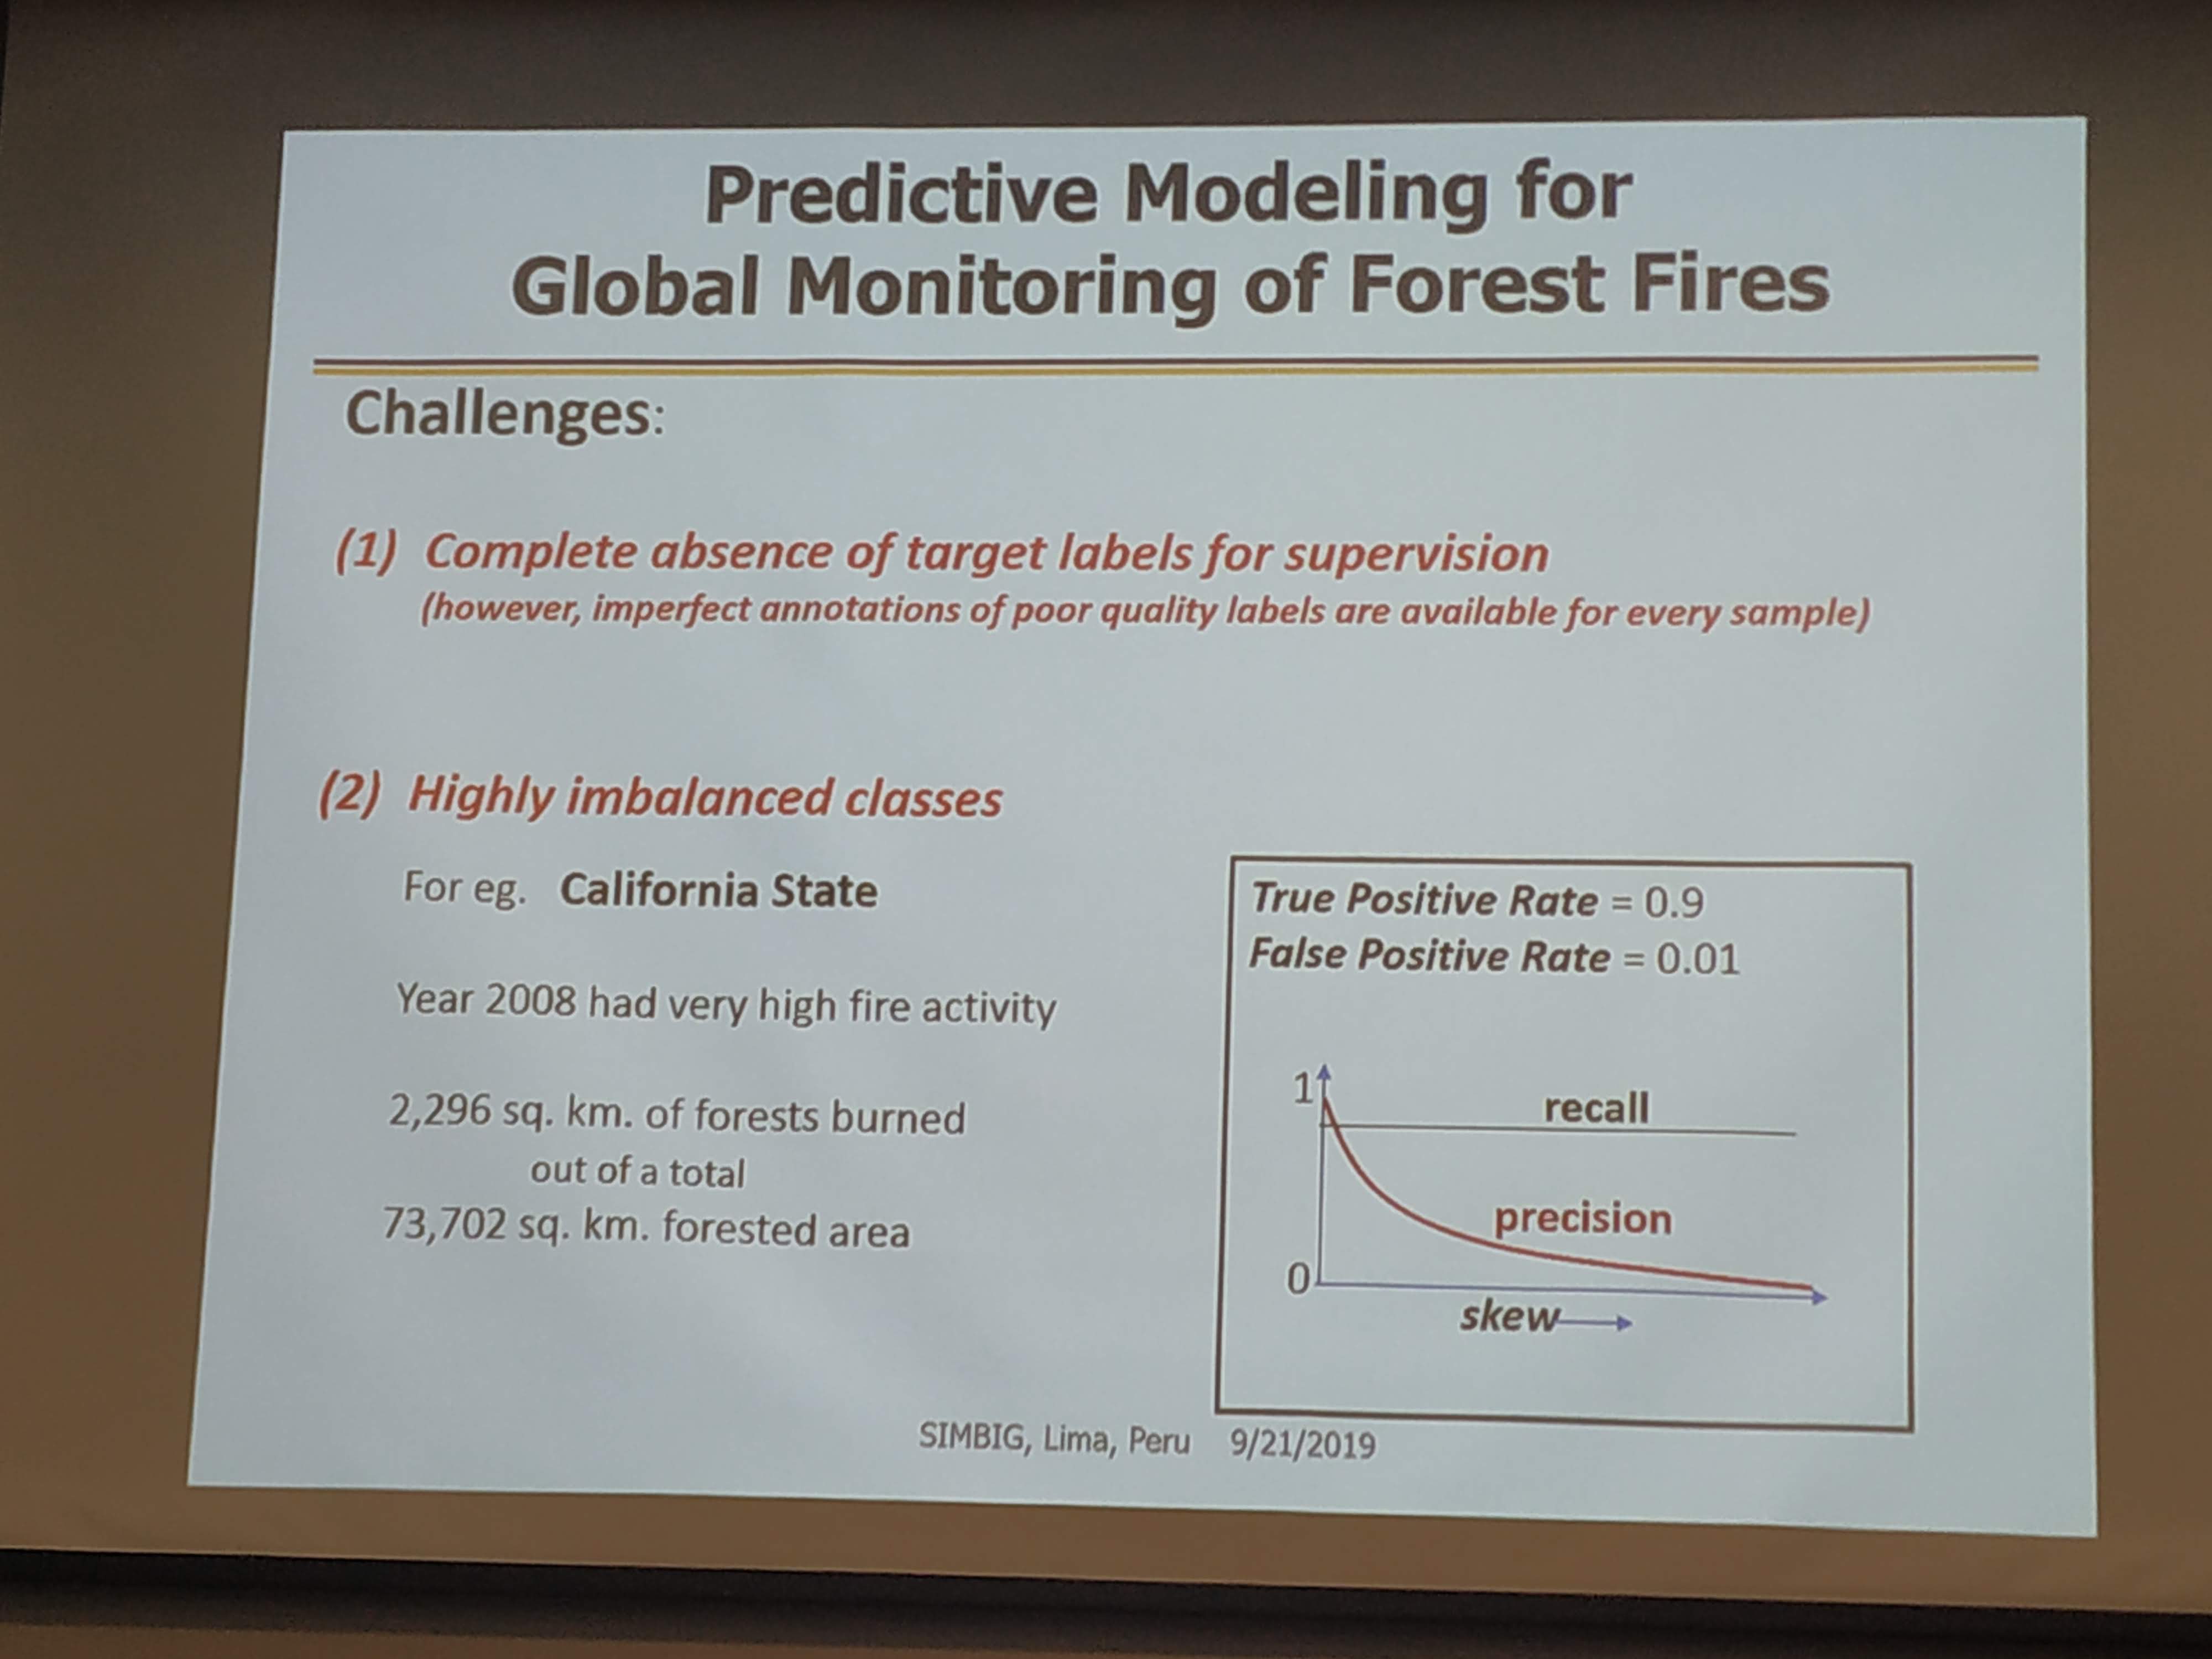 Predictive Modeling for
Global Monitoring of Forest Fires
Challenges:
(1) Complete absence of target labels for supervision
(however, imperfect annotations of poor quality labels are available for every sample)
(2) Highly imbalanced classes
For eg. California State
Year 2008 had very high fire activity
2,296 sq. km. of forests burned
out of a total
73,702 sq. km. forested area
True Positive Rate = 0.9
False Positive Rate = 0.01
1
recall
precision
0
skew
SIMBIG, Lima, Peru 9/21/2019